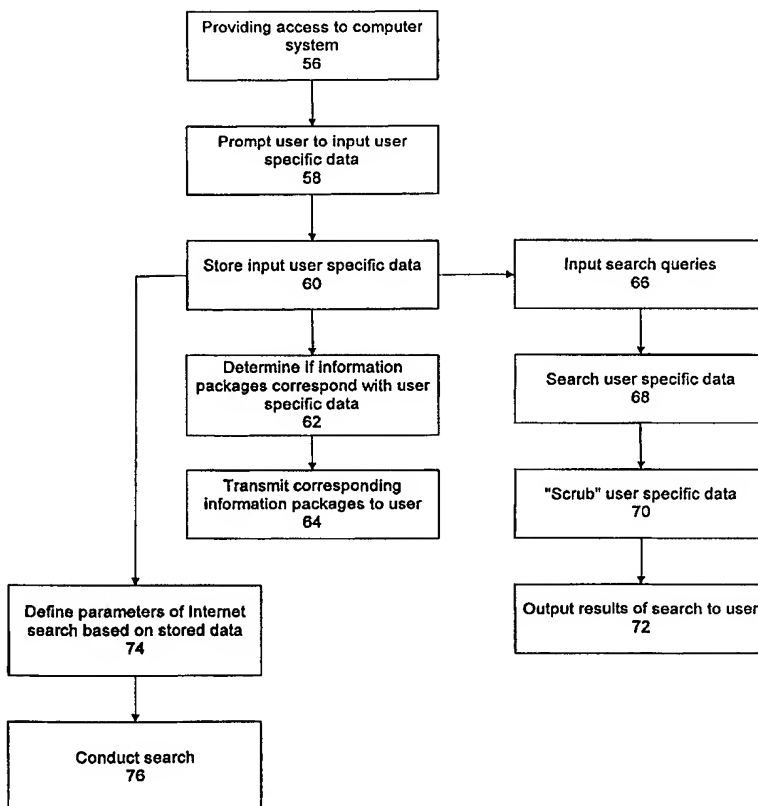 Providing access to computer
system
56
Prompt user to input user
specific data
58
Store input user specific data
60
Input search queries
66
Determine if information
packages correspond with user
specific data
62
Search user specific data
68
Transmit corresponding
information packages to user
64
"Scrub" user specific data
70
Define parameters of Internet
search based on stored data
74
Output results of search to user
72
Conduct search
76